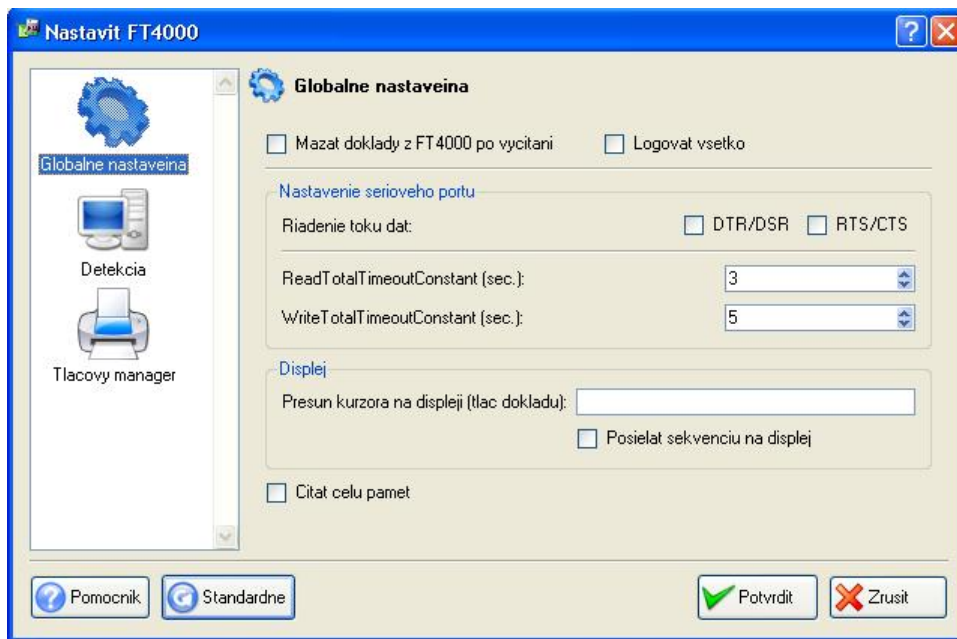 Nastavit FT4000
Globalne nastaveina
Detekcia
Tlacovy manager
Globalne nastaveina
Mazat doklady z FT4000 po vycitani
Logovat vsetko
Nastavenie serioveho portu
Riadenie toku dat:
DTR/DSR
RTS/CTS
ReadTotalTimeoutConstant (sec.):
3
WriteTotalTimeoutConstant (sec.):
5
Displej
Presun kurzora na displeji (tlac dokladu):
Posielat sekvenciu na displej
Citat celu pamet
Pomocnik
Standardne
Potvrdit
Zrusit